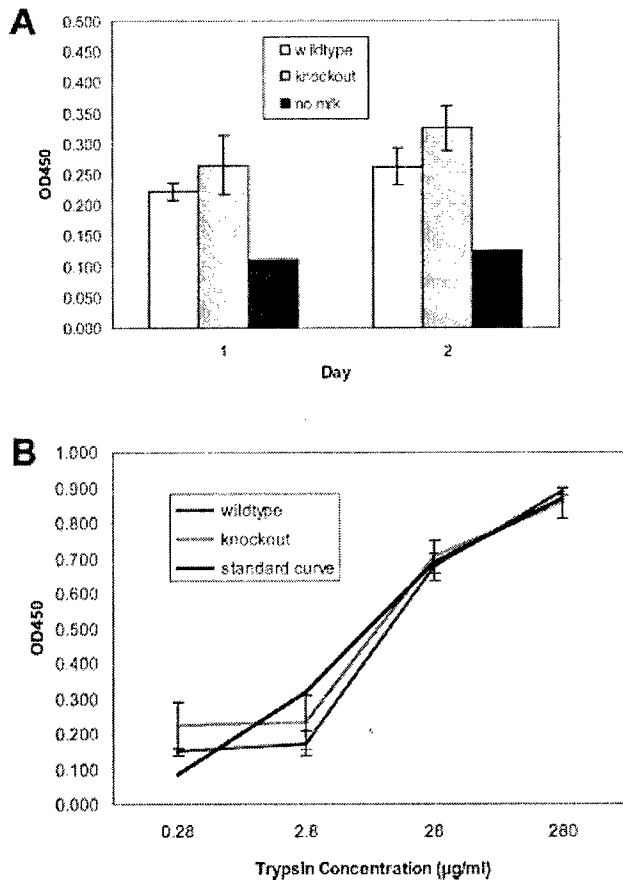 A
0.500
0.450
0.400
0.350
0.300
0.250
0.200
0.150
0.100
0.050
0.000
OD450
wildtype
knockout
no milk
1
2
Day
B
1.000
0.900
0.800
0.700
0.600
0.500
0.400
0.300
0.200
0.100
0.000
OD450
wildtype
knockout
standard curve
0.28
2.8
28
280
Trypsin Concentration (µg/ml)